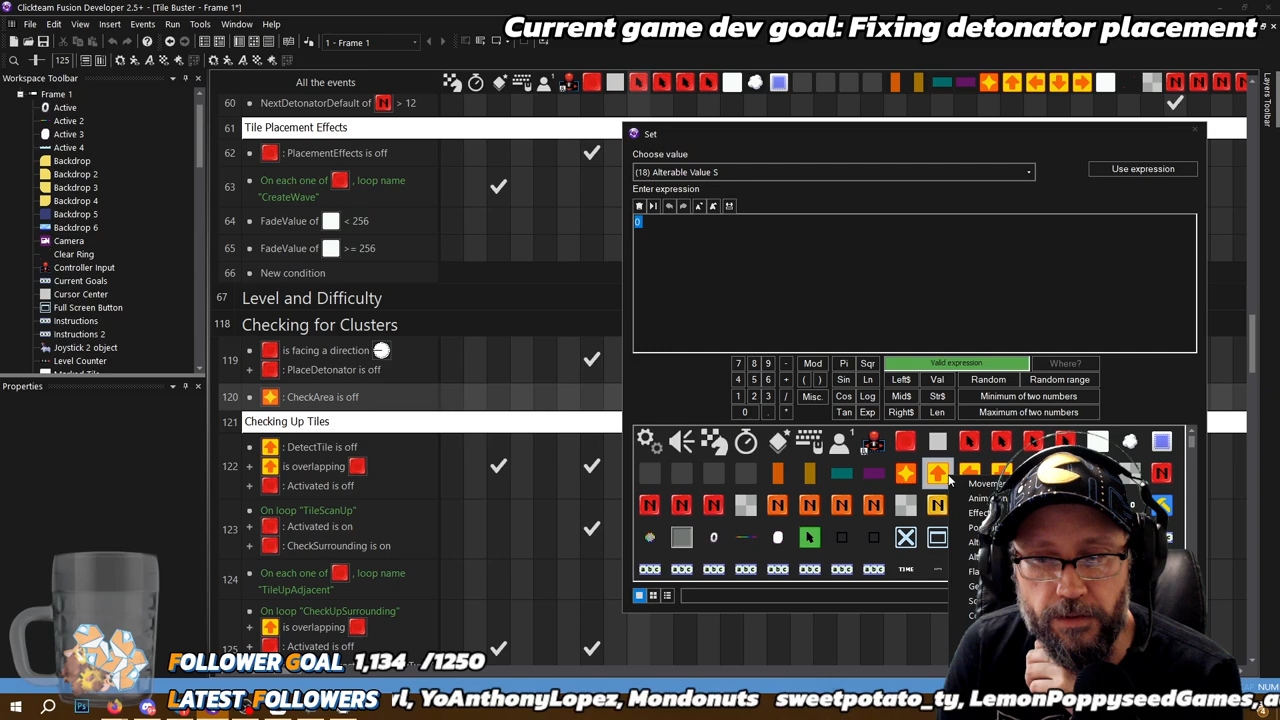 Clickteam Fusion Developer 2.5+ - [Tile Buster - Frame 1*]
Current game dev goal: Fixing detonator placement
File Edit View Insert Events Run Tools Window Help
1 - Frame 1
125
Workspace Toolbar
Frame 1
Active
Active 2
Active 3
Active 4
Backdrop
Backdrop 2
Backdrop 3
Backdrop 4
Backdrop 5
Backdrop 6
Camera
Clear Ring
Controller Input
Current Goals
Cursor Center
Full Screen Button
Instructions
Instructions 2
Joystick 2 object
Level Counter
Properties
All the events
60 NextDetonatorDefault of N > 12
61 Tile Placement Effects
62 : PlacementEffects is off
63 On each one of , loop name
"CreateWave"
64 FadeValue of < 256
65 FadeValue of >= 256
66 New condition
67 Level and Difficulty
118 Checking for Clusters
119 is facing a direction
: PlaceDetonator is off
120 : CheckArea is off
121 Checking Up Tiles
122 : DetectTile is off
is overlapping
: Activated is off
123 On loop "TileScanUp"
: Activated is on
: CheckSurrounding is on
124 On each one of , loop name
"TileUpAdjacent"
125 On loop "CheckUpSurrounding"
is overlapping
: Activated is off
Set
Choose value
(18) Alterable Value S
Use expression
Enter expression
0
7 8 9 - Mod Pi Sqr Valid expression Where?
4 5 6 + ( ) Sin Ln Left$ Val Random Random range
1 2 3 / Misc. Cos Log Mid$ Str$ Minimum of two numbers
0 . * Tan Exp Right$ Len Maximum of two numbers
TIME
Layers Toolbar
NUM
FOLLOWER GOAL 1,134 /1250
LATEST FOLLOWERS rl, YoAnthonyLopez, Mondonuts sweetpotato_ty, LemonPoppyseedGames, a